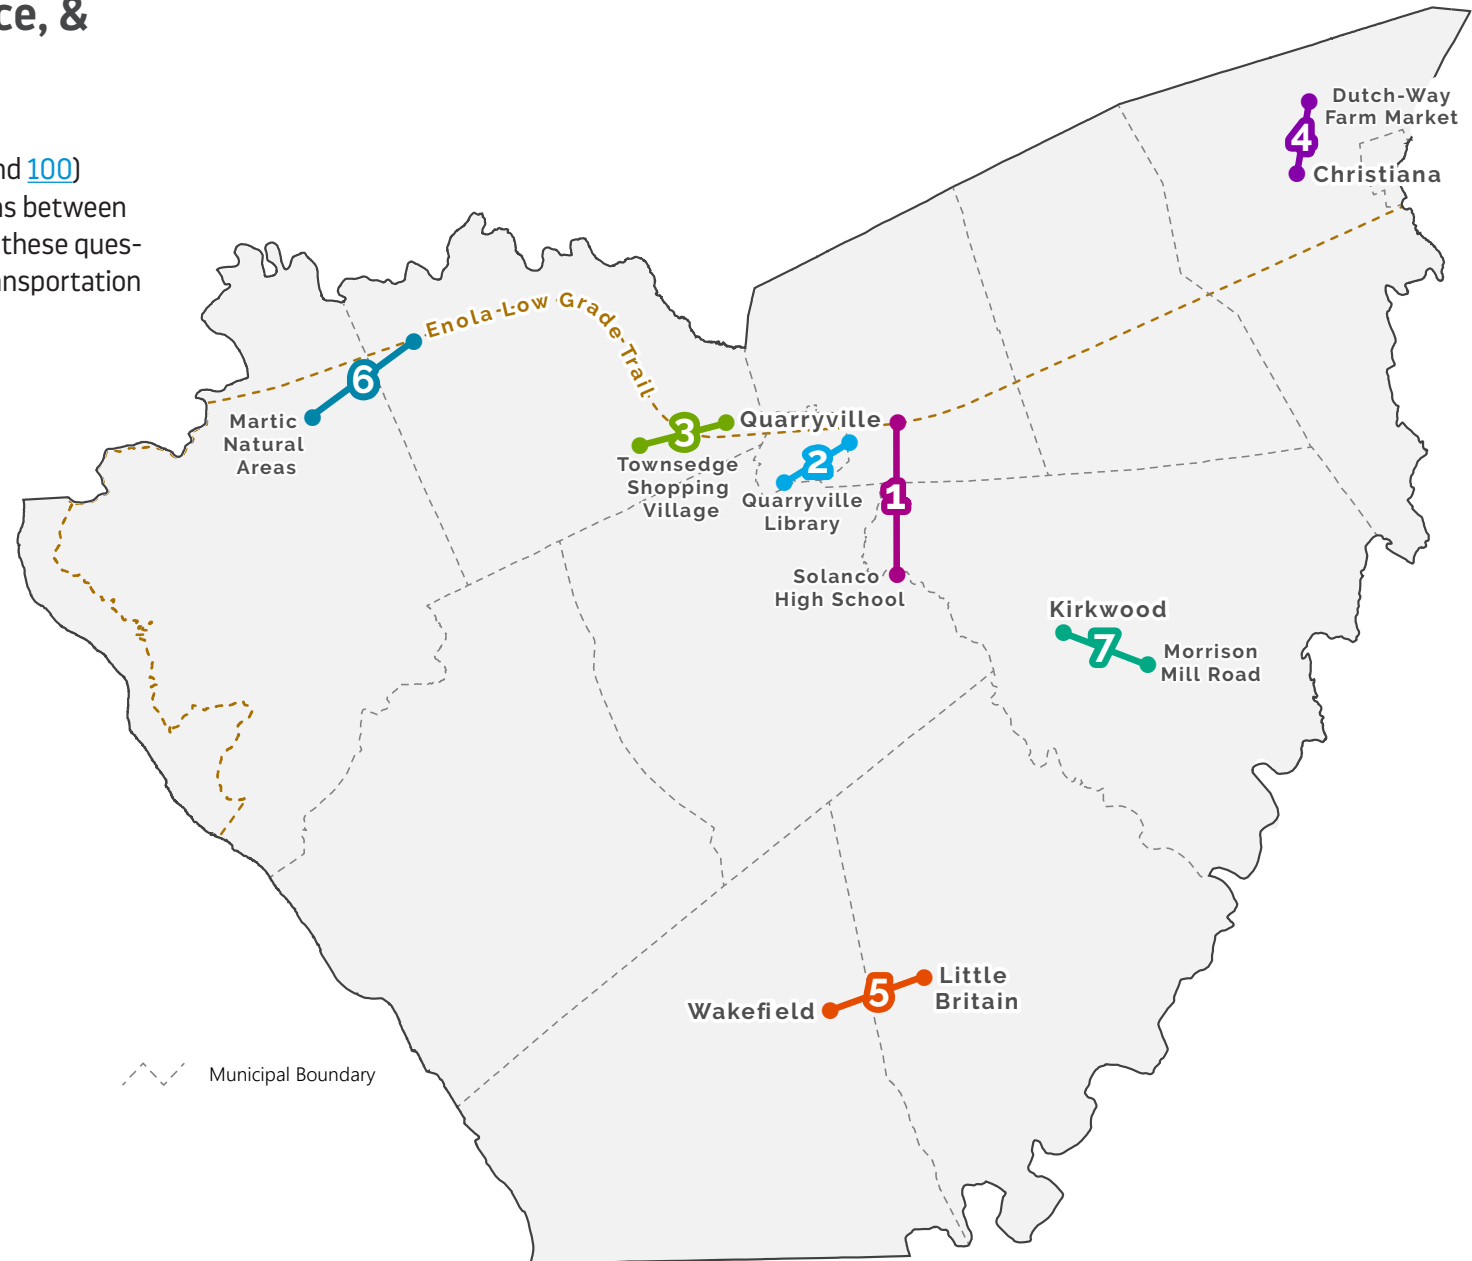 ce, &
nd 100)
ns between
these ques-
ansportation
Dutch-Way
Farm Market
4
Christiana
Enola Low Grade Trail
6
Martic
Natural
Areas
3
Quarryville
Townsedge
Shopping
Village
2
Quarryville
Library
1
Solanco
High School
Kirkwood
7
Morrison
Mill Road
5
Little
Britain
Wakefield
Municipal Boundary